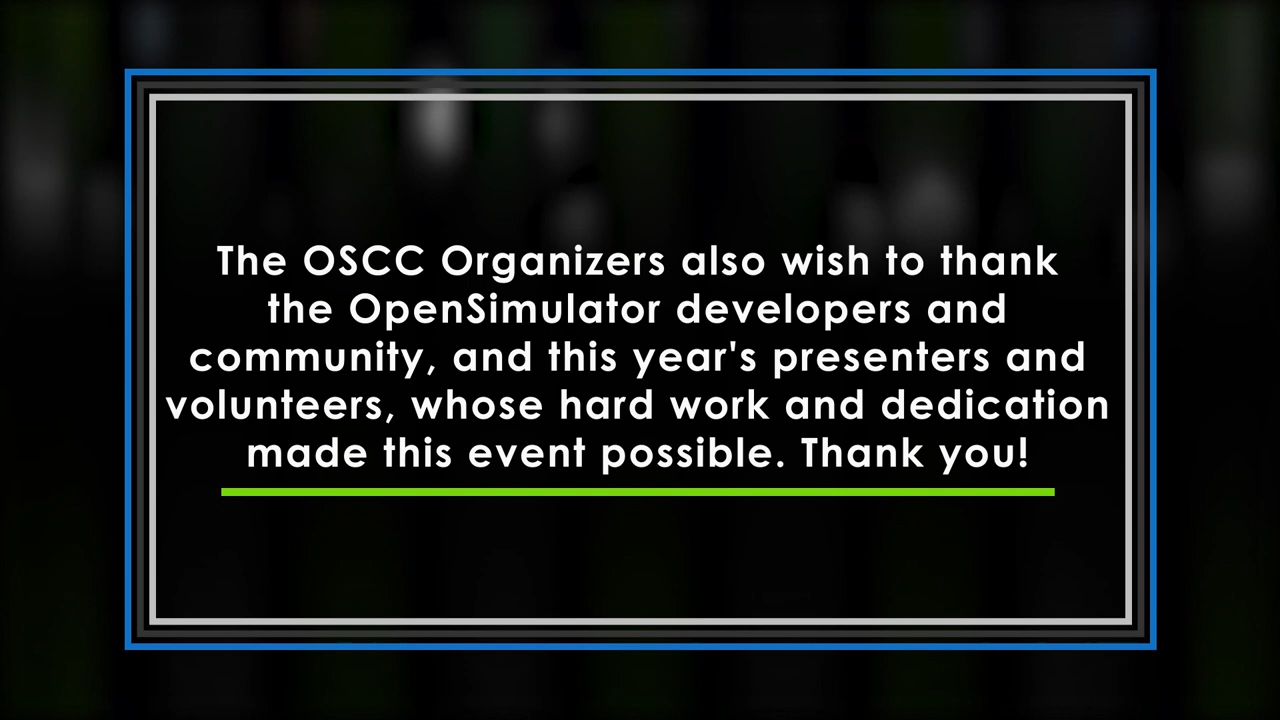 The OSCC Organizers also wish to thank
the OpenSimulator developers and
community, and this year's presenters and
volunteers, whose hard work and dedication
made this event possible. Thank you!